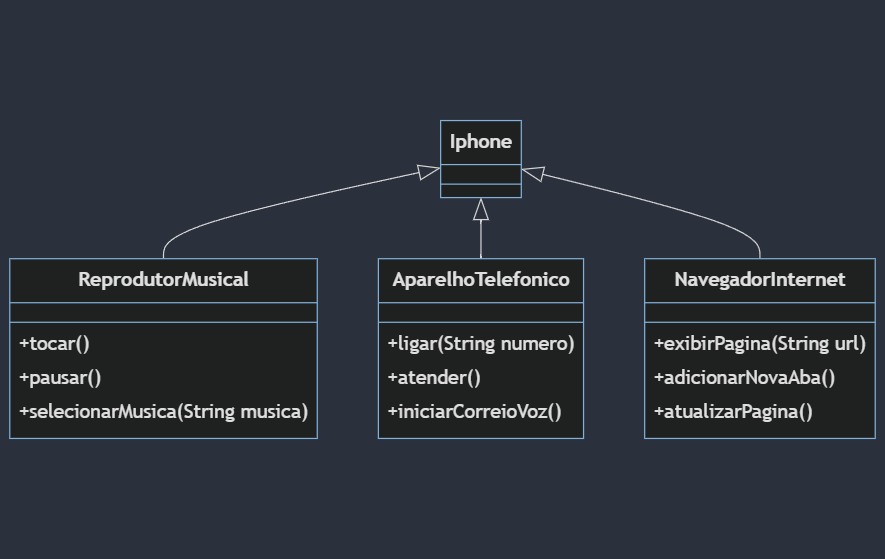 Iphone
ReprodutorMusical
+tocar()
+pausar()
+selecionarMusica(String musica)
AparelhoTelefonico
+ligar(String numero)
+atender()
+iniciarCorreioVoz()
NavegadorInternet
+exibirPagina(String url)
+adicionarNovaAba()
+atualizarPagina()